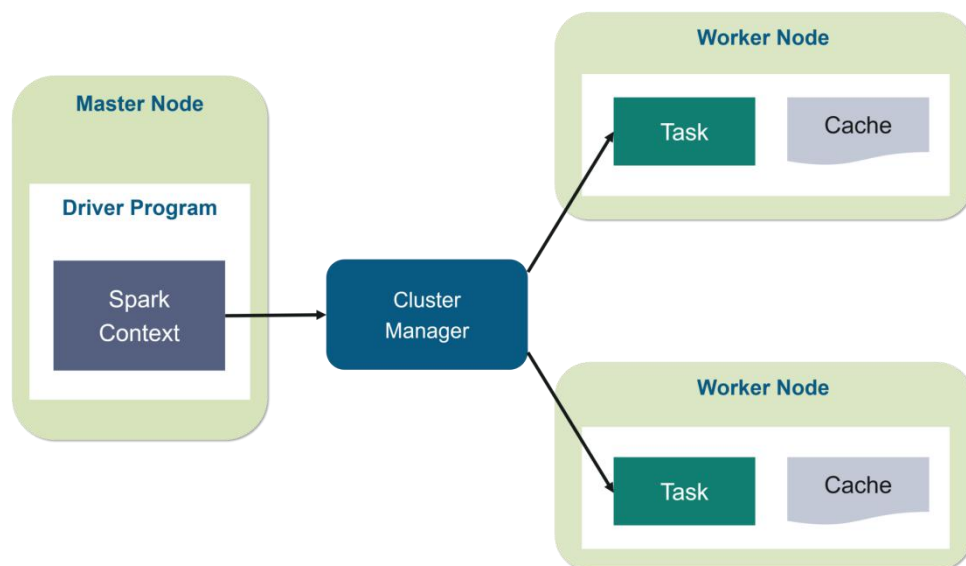 Master Node
Driver Program
Spark
Context
Cluster
Manager
Worker Node
Task
Cache
Worker Node
Task
Cache